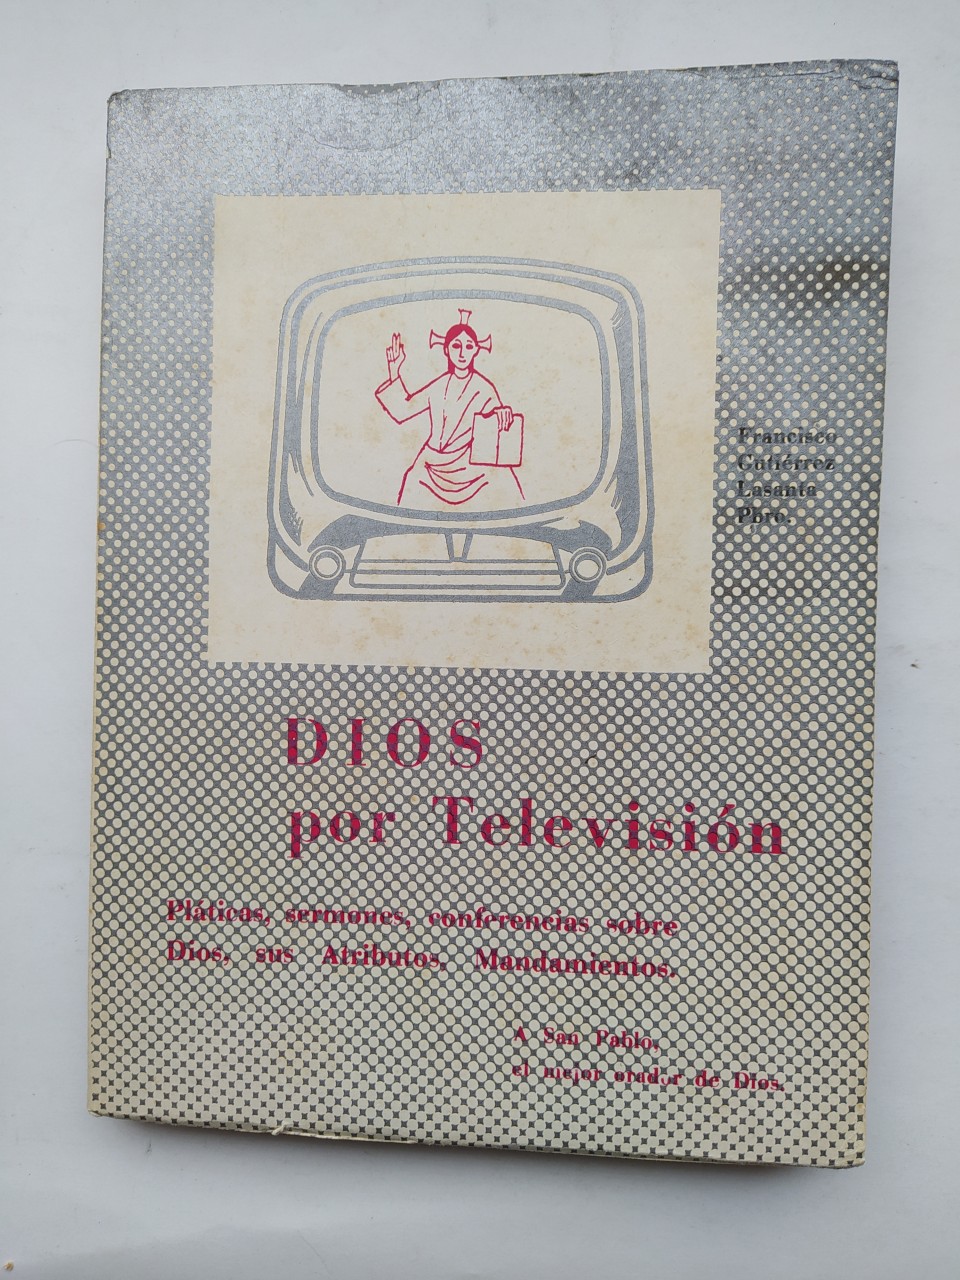 Francisco
Gutiérrez
Lasanta
Pbro.
DIOS
por Televisión
Pláticas, sermones, conferencias sobre
Dios, sus Atributos, Mandamientos.
A San Pablo,
el mejor orador de Dios.